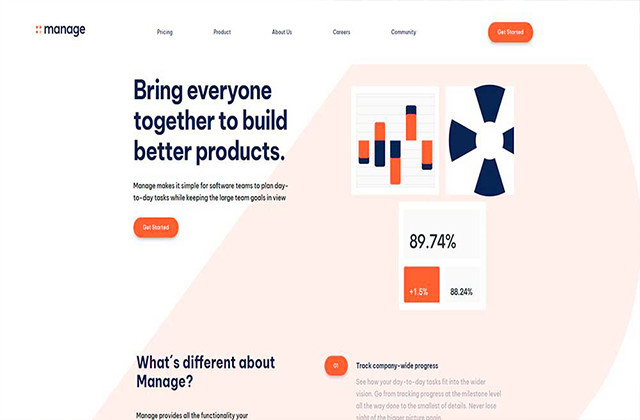 manage
Pricing
Product
About Us
Careers
Community
Get Started
Bring everyone
together to build
better products.
Manage makes it simple for software teams to plan day-
to-day tasks while keeping the large team goals in view
Get Started
89.74%
+1.5%
88.24%
What's different about
Manage?
Manage provides all the functionality your
01
Track company-wide progress
See how your day-to-day tasks fit into the wider
vision. Go from tracking progress at the milestone level
all the way done to the smallest of details. Never lose
sight of the bigger picture again.